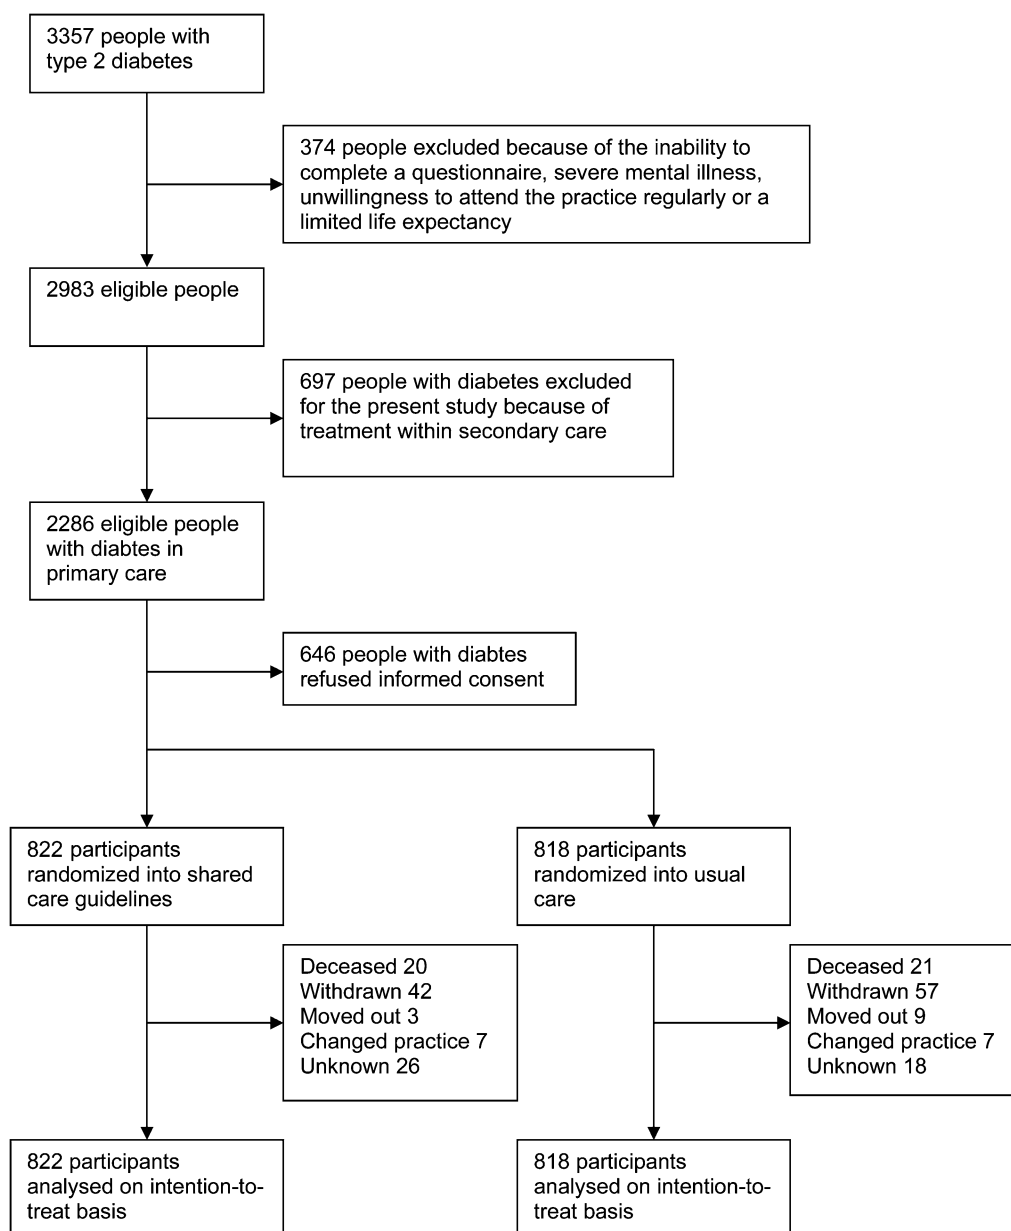 3357 people with
type 2 diabetes
374 people excluded because of the inability to
complete a questionnaire, severe mental illness,
unwillingness to attend the practice regularly or a
limited life expectancy
2983 eligible people
697 people with diabetes excluded
for the present study because of
treatment within secondary care
2286 eligible people
with diabtes in
primary care
646 people with diabtes
refused informed consent
822 participants
randomized into shared
care guidelines
818 participants
randomized into usual
care
Deceased 20
Withdrawn 42
Moved out 3
Changed practice 7
Unknown 26
Deceased 21
Withdrawn 57
Moved out 9
Changed practice 7
Unknown 18
822 participants
analysed on intention-to-
treat basis
818 participants
analysed on intention-to-
treat basis